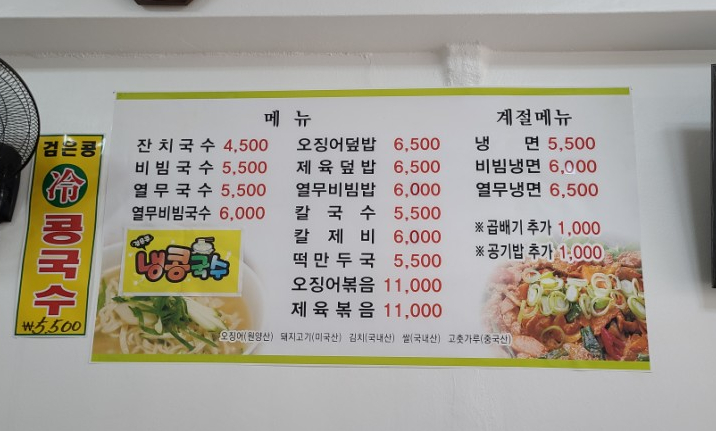 메 뉴
잔치국수 4,500
비빔국수 5,500
열무국수 5,500
열무비빔국수 6,000
오징어덮밥 6,500
제육덮밥 6,500
열무비빔밥 6,000
칼국수 5,500
칼제비 6,000
떡만두국 5,500
오징어볶음 11,000
제육볶음 11,000
계절메뉴
냉면 5,500
비빔냉면 6,000
열무냉면 6,500
※곱배기 추가 1,000
※공기밥 추가 1,000
검은콩
냉콩국수
오징어(원양산) 돼지고기(미국산) 김치(국내산) 쌀(국내산) 고춧가루(중국산)
검은콩
冷
콩국수
₩5,500